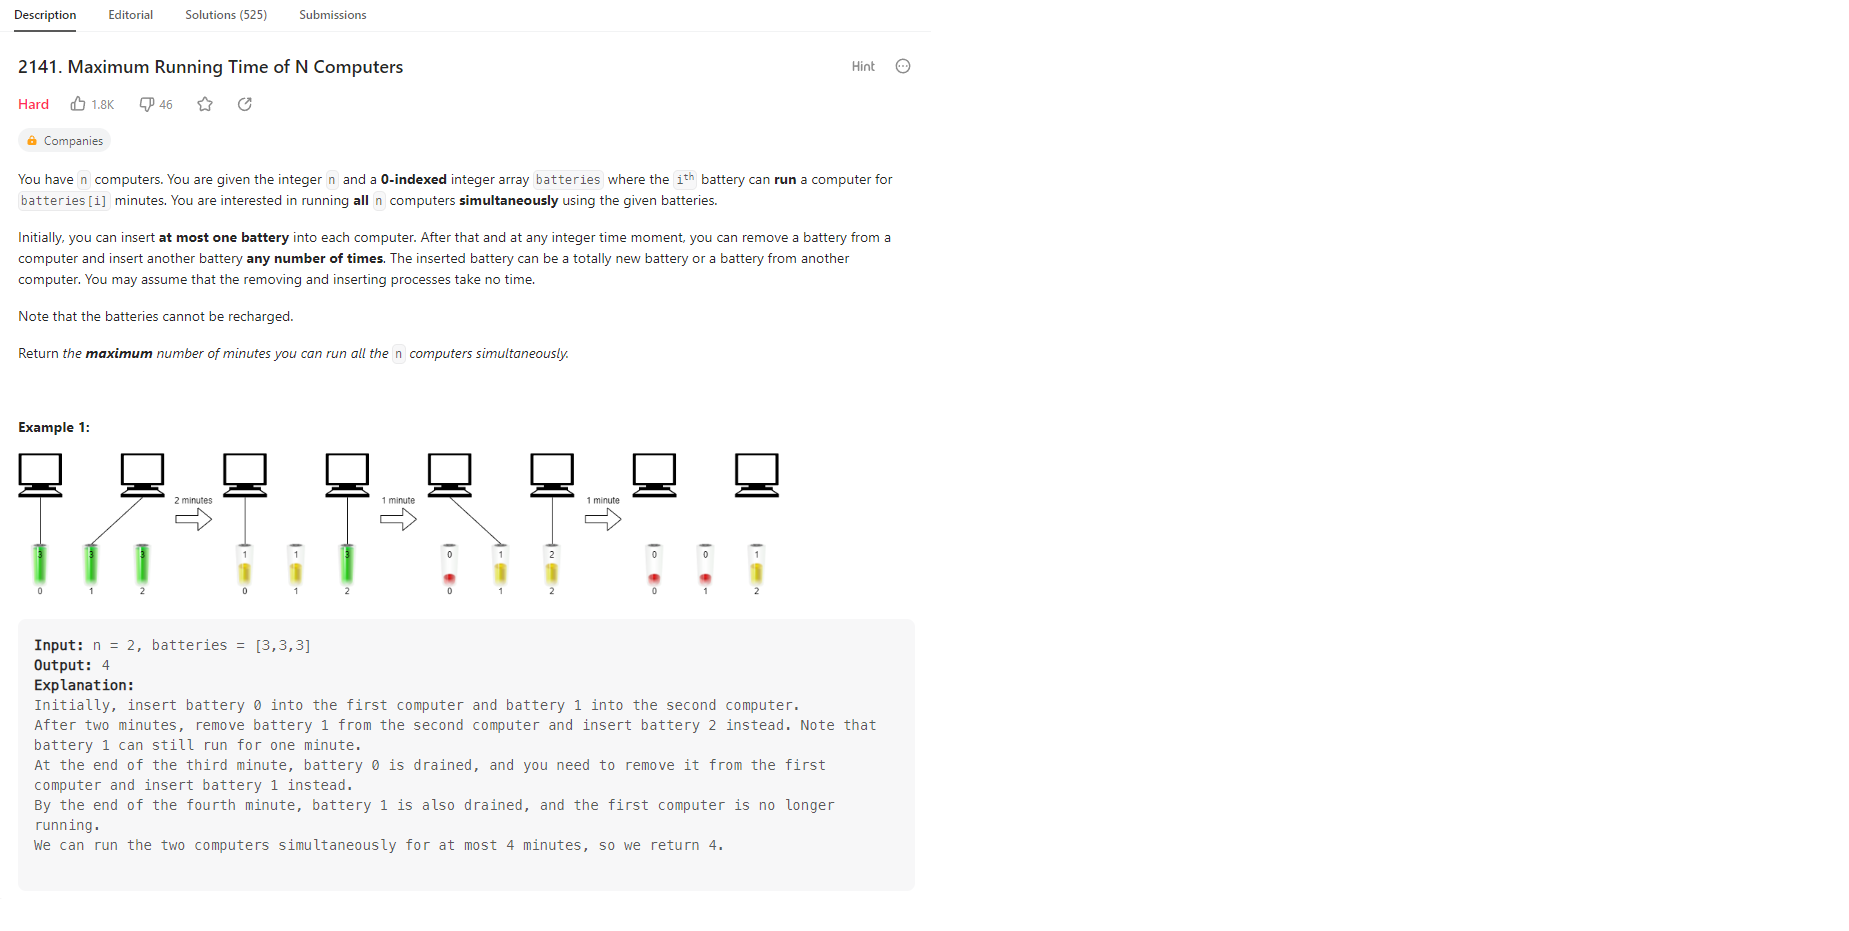 Description Editorial Solutions (525) Submissions
2141. Maximum Running Time of N Computers Hint
Hard 1.8K 46
Companies
You have n computers. You are given the integer n and a 0-indexed integer array batteries where the ith battery can run a computer for
batteries[i] minutes. You are interested in running all n computers simultaneously using the given batteries.
Initially, you can insert at most one battery into each computer. After that and at any integer time moment, you can remove a battery from a
computer and insert another battery any number of times. The inserted battery can be a totally new battery or a battery from another
computer. You may assume that the removing and inserting processes take no time.
Note that the batteries cannot be recharged.
Return the maximum number of minutes you can run all the n computers simultaneously.
Example 1:
2 minutes 1 minute 1 minute
3 3 3 1 1 3 0 1 2 0 0 1
0 1 2 0 1 2 0 1 2 0 1 2
Input: n = 2, batteries = [3,3,3]
Output: 4
Explanation:
Initially, insert battery 0 into the first computer and battery 1 into the second computer.
After two minutes, remove battery 1 from the second computer and insert battery 2 instead. Note that
battery 1 can still run for one minute.
At the end of the third minute, battery 0 is drained, and you need to remove it from the first
computer and insert battery 1 instead.
By the end of the fourth minute, battery 1 is also drained, and the first computer is no longer
running.
We can run the two computers simultaneously for at most 4 minutes, so we return 4.